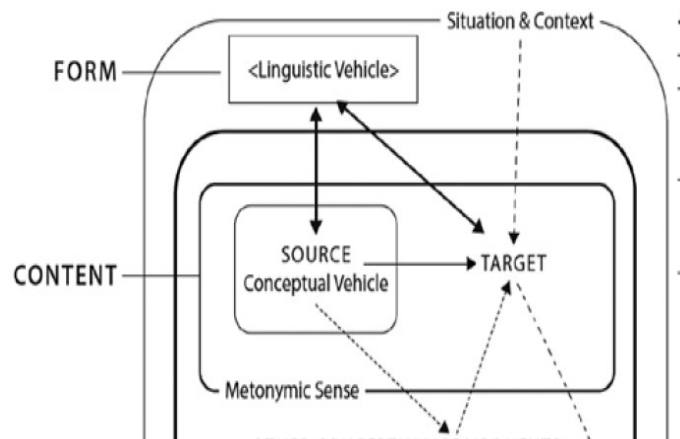 Situation & Context
FORM
<Linguistic Vehicle>
SOURCE
Conceptual Vehicle
TARGET
CONTENT
Metonymic Sense